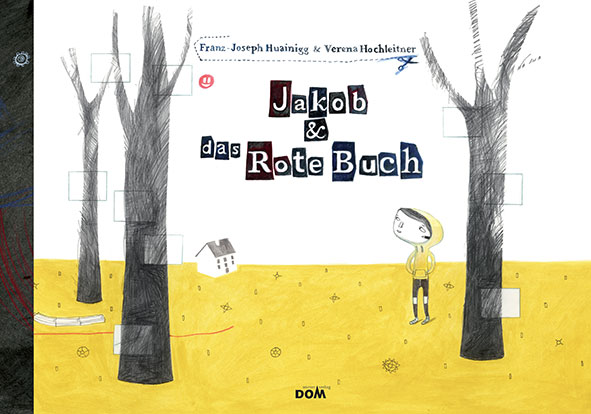 Franz-Joseph Huainigg & Verena Hochleitner
Jakob
&
das Rote Buch
DOM